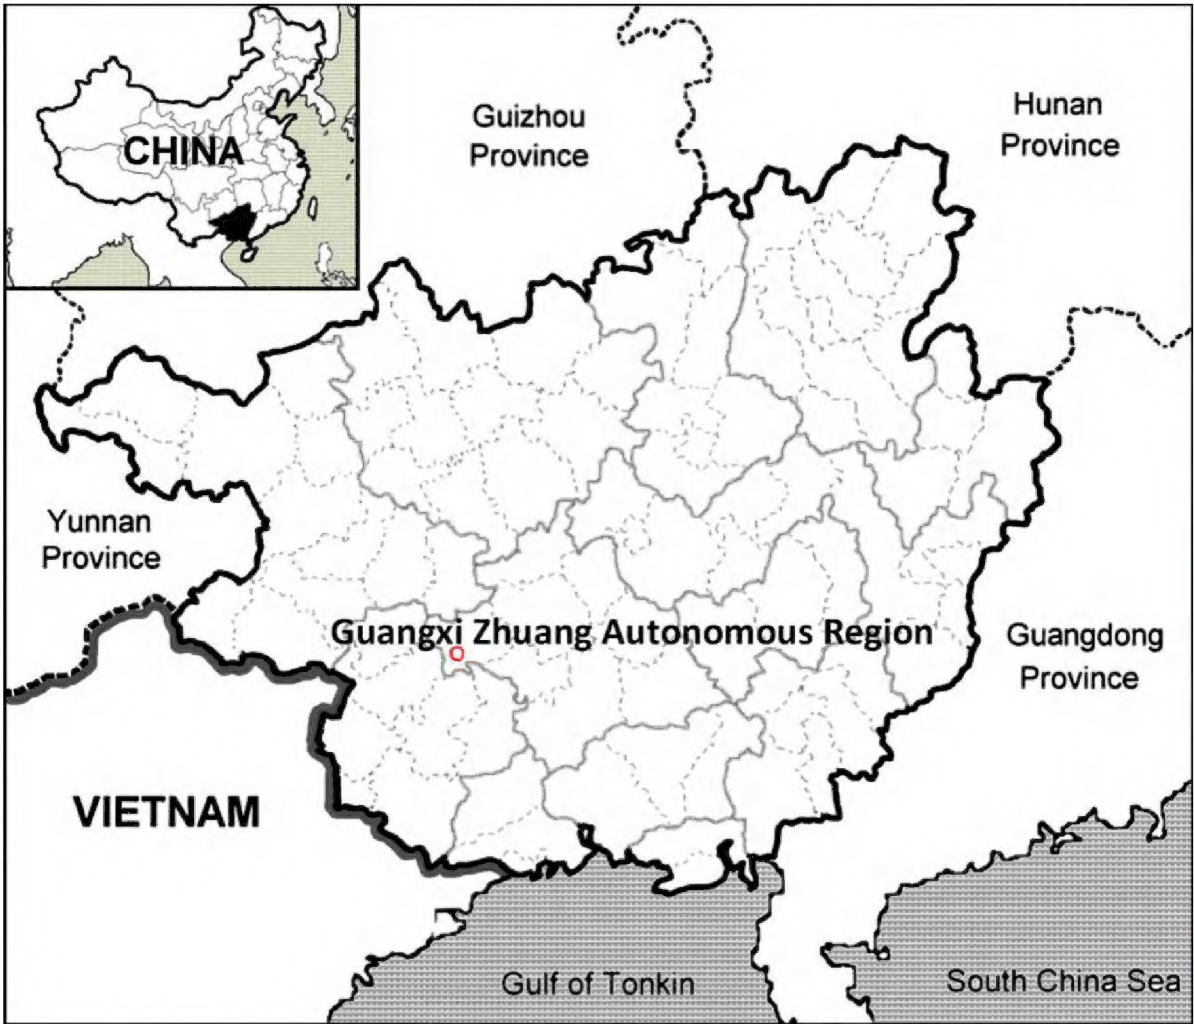 CHINA
Guizhou
Province
Hunan
Province
Yunnan
Province
Guangxi Zhuang Autonomous Region
Guangdong
Province
VIETNAM
Gulf of Tonkin
South China Sea